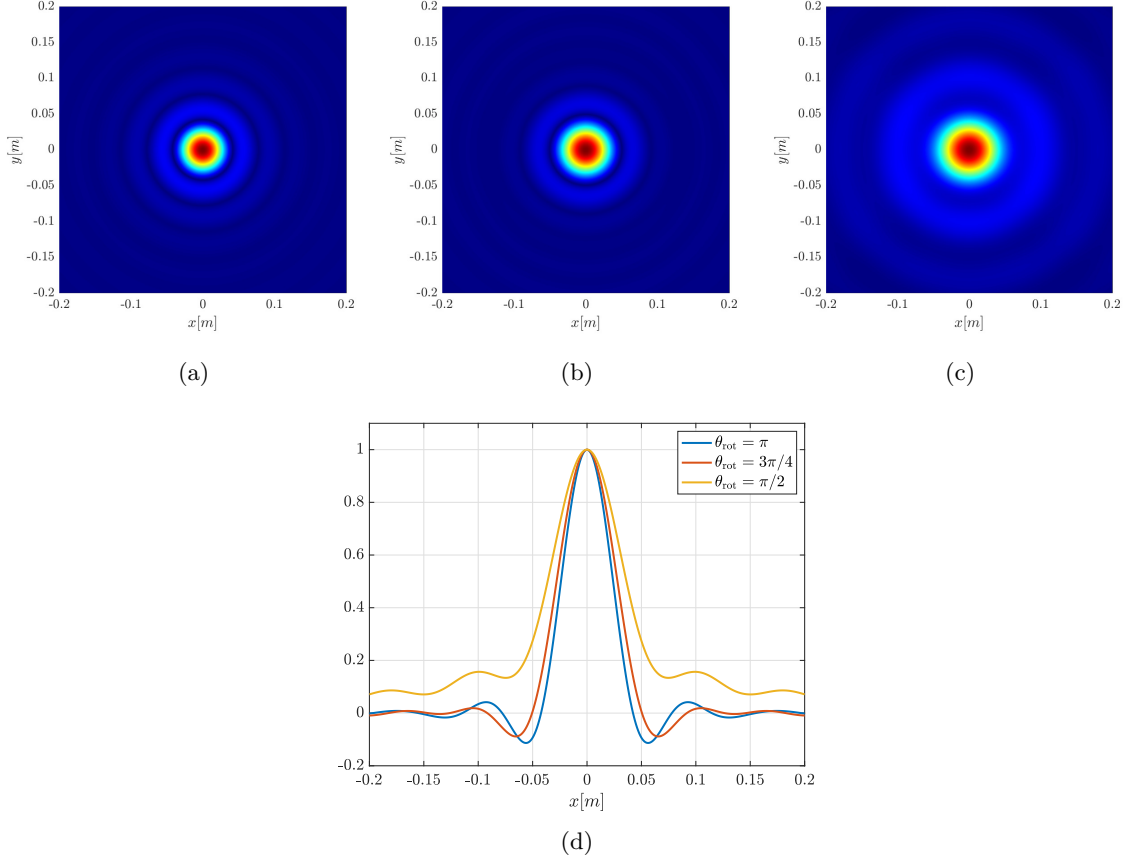 0.2
0.15
0.1
0.05
0
-0.05
-0.1
-0.15
-0.2
y[m]
-0.2 -0.1 0 0.1 0.2
x[m]
(a)
0.2
0.15
0.1
0.05
0
-0.05
-0.1
-0.15
-0.2
y[m]
-0.2 -0.1 0 0.1 0.2
x[m]
(b)
0.2
0.15
0.1
0.05
0
-0.05
-0.1
-0.15
-0.2
y[m]
-0.2 -0.1 0 0.1 0.2
x[m]
(c)
1
0.8
0.6
0.4
0.2
0
-0.2
θrot = π
θrot = 3π/4
θrot = π/2
-0.2 -0.15 -0.1 -0.05 0 0.05 0.1 0.15 0.2
x[m]
(d)